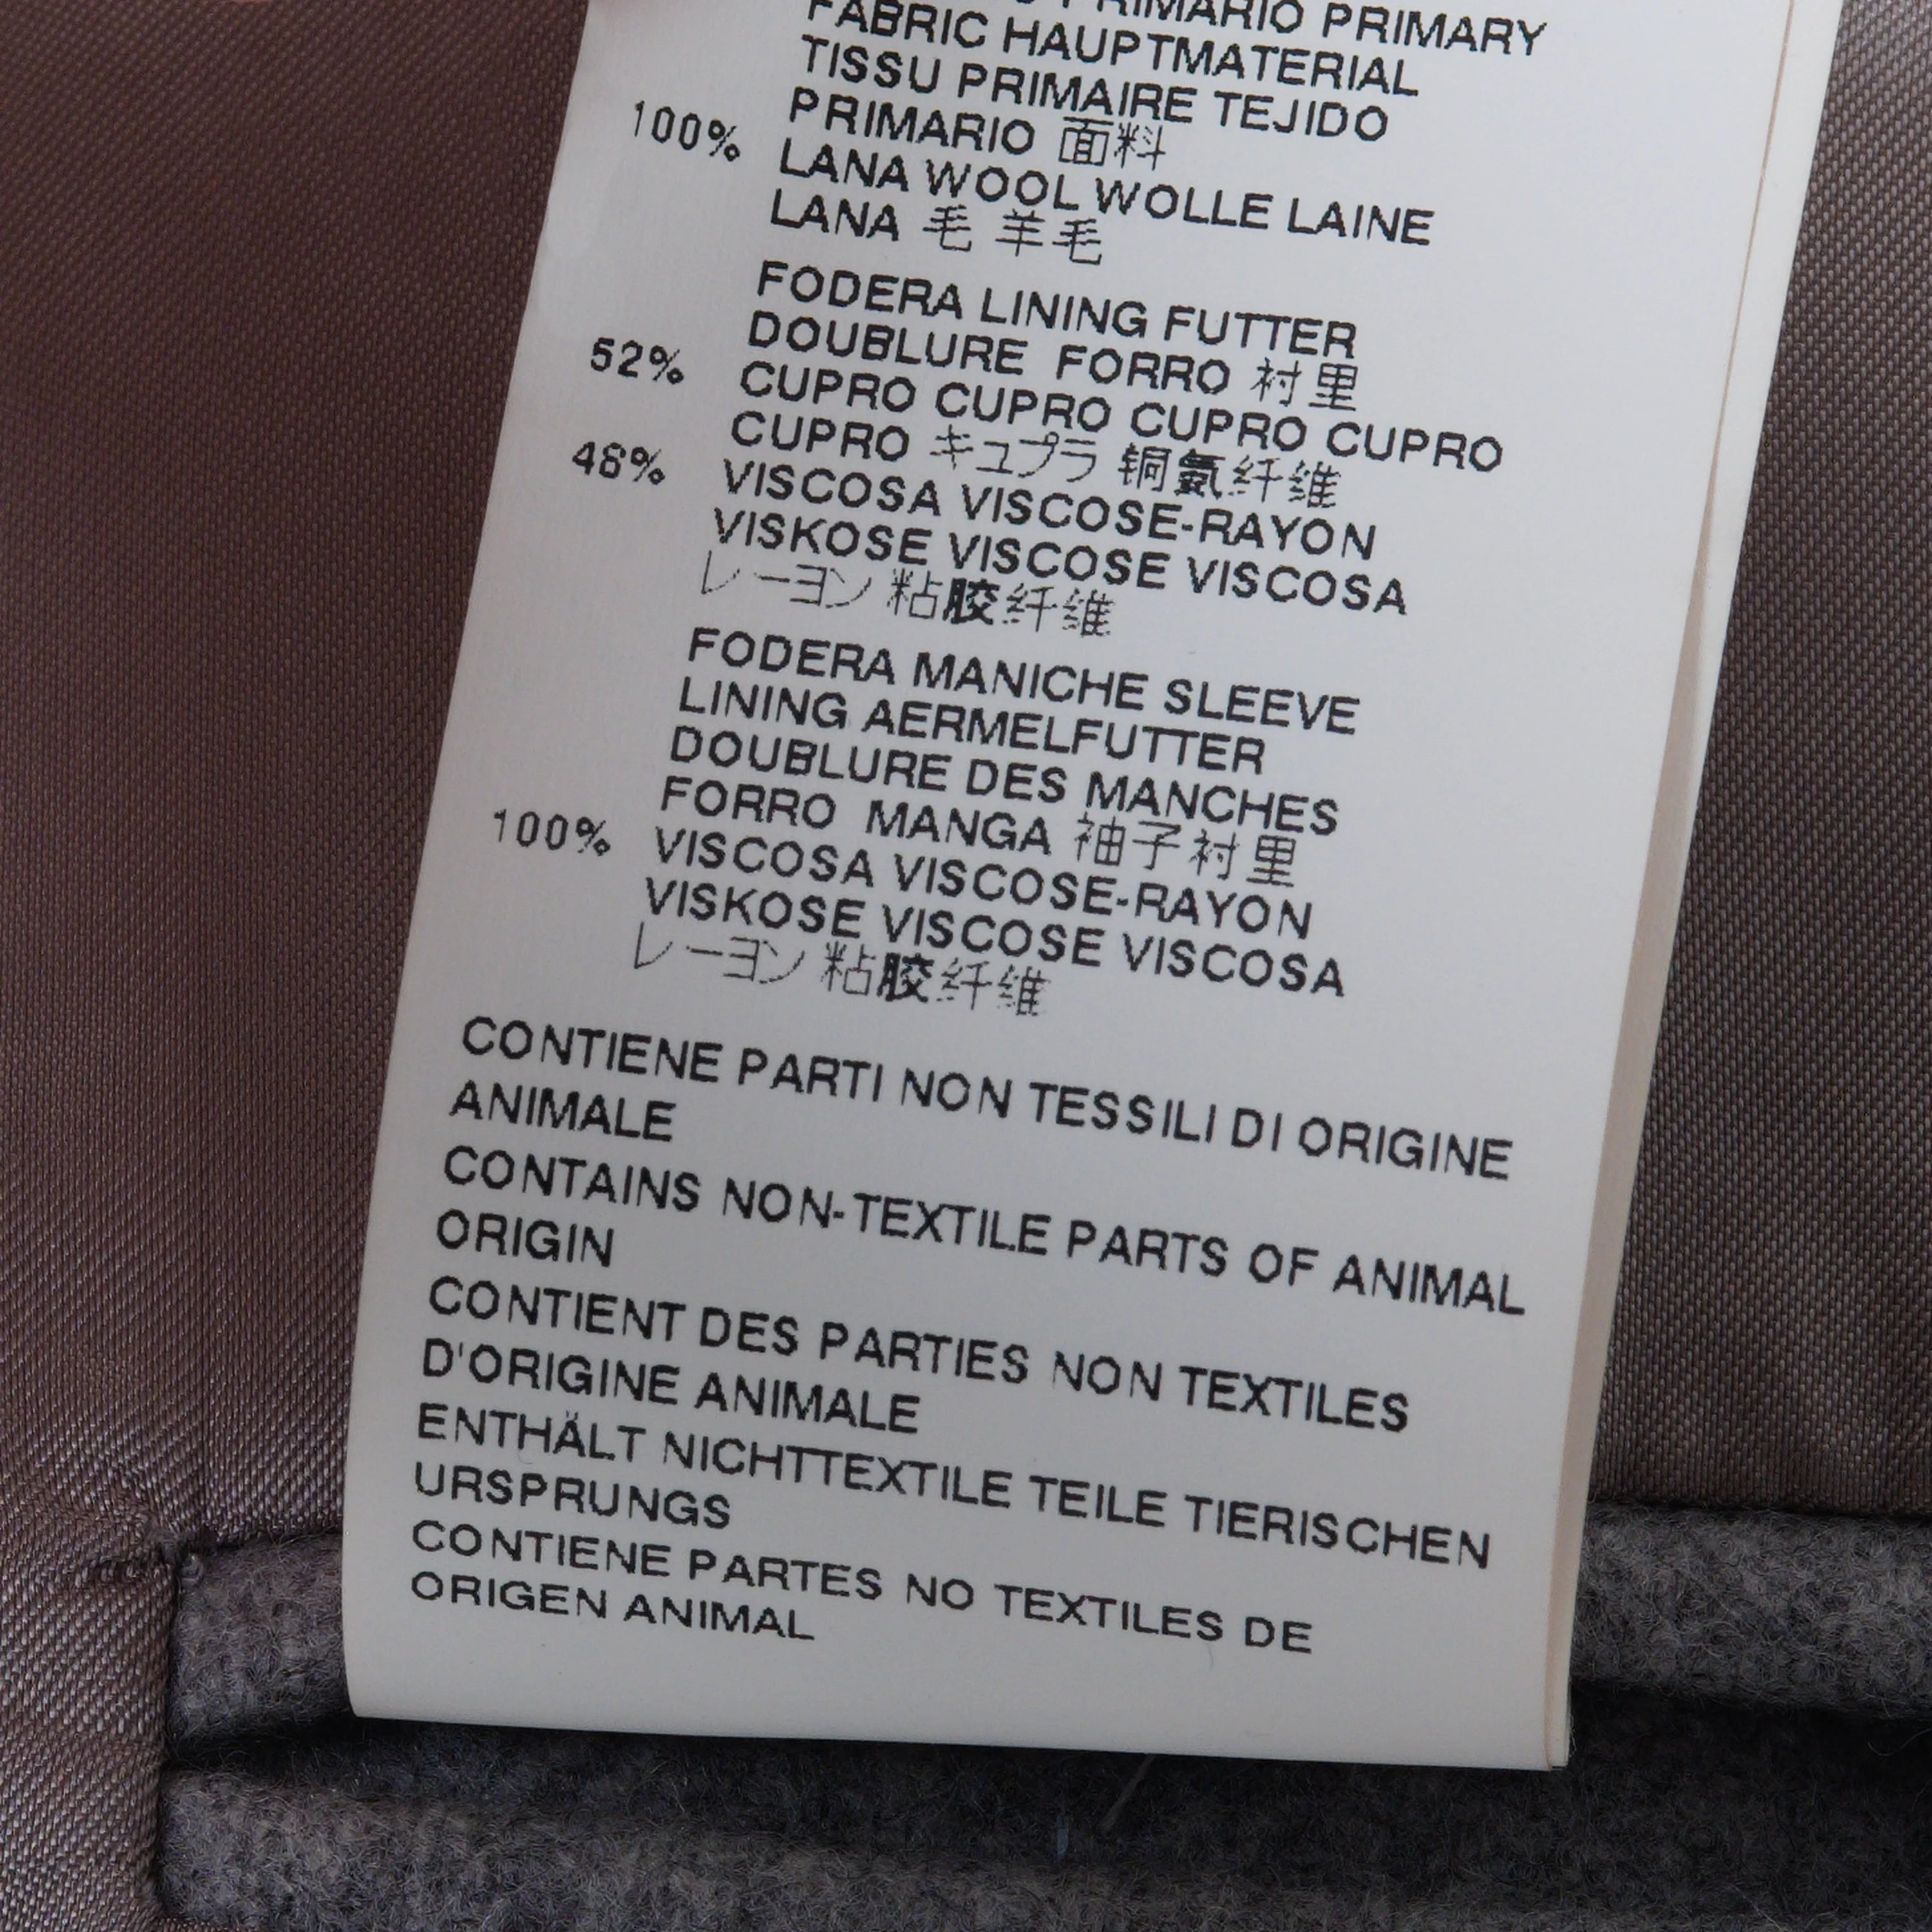 PRIMARIO PRIMARY
FABRIC HAUPTMATERIAL
TISSU PRIMAIRE TEJIDO
PRIMARIO 面料
100% LANA WOOL WOLLE LAINE
LANA 毛 羊毛
FODERA LINING FUTTER
DOUBLURE FORRO 衬里
52% CUPRO CUPRO CUPRO CUPRO
CUPRO キュプラ 铜氨纤维
48% VISCOSA VISCOSE-RAYON
VISKOSE VISCOSE VISCOSA
レーヨン 粘胶纤维
FODERA MANICHE SLEEVE
LINING AERMELFUTTER
DOUBLURE DES MANCHES
FORRO MANGA 袖子衬里
100% VISCOSA VISCOSE-RAYON
VISKOSE VISCOSE VISCOSA
レーヨン 粘胶纤维
CONTIENE PARTI NON TESSILI DI ORIGINE
ANIMALE
CONTAINS NON-TEXTILE PARTS OF ANIMAL
ORIGIN
CONTIENT DES PARTIES NON TEXTILES
D'ORIGINE ANIMALE
ENTHÄLT NICHTTEXTILE TEILE TIERISCHEN
URSPRUNGS
CONTIENE PARTES NO TEXTILES DE
ORIGEN ANIMAL